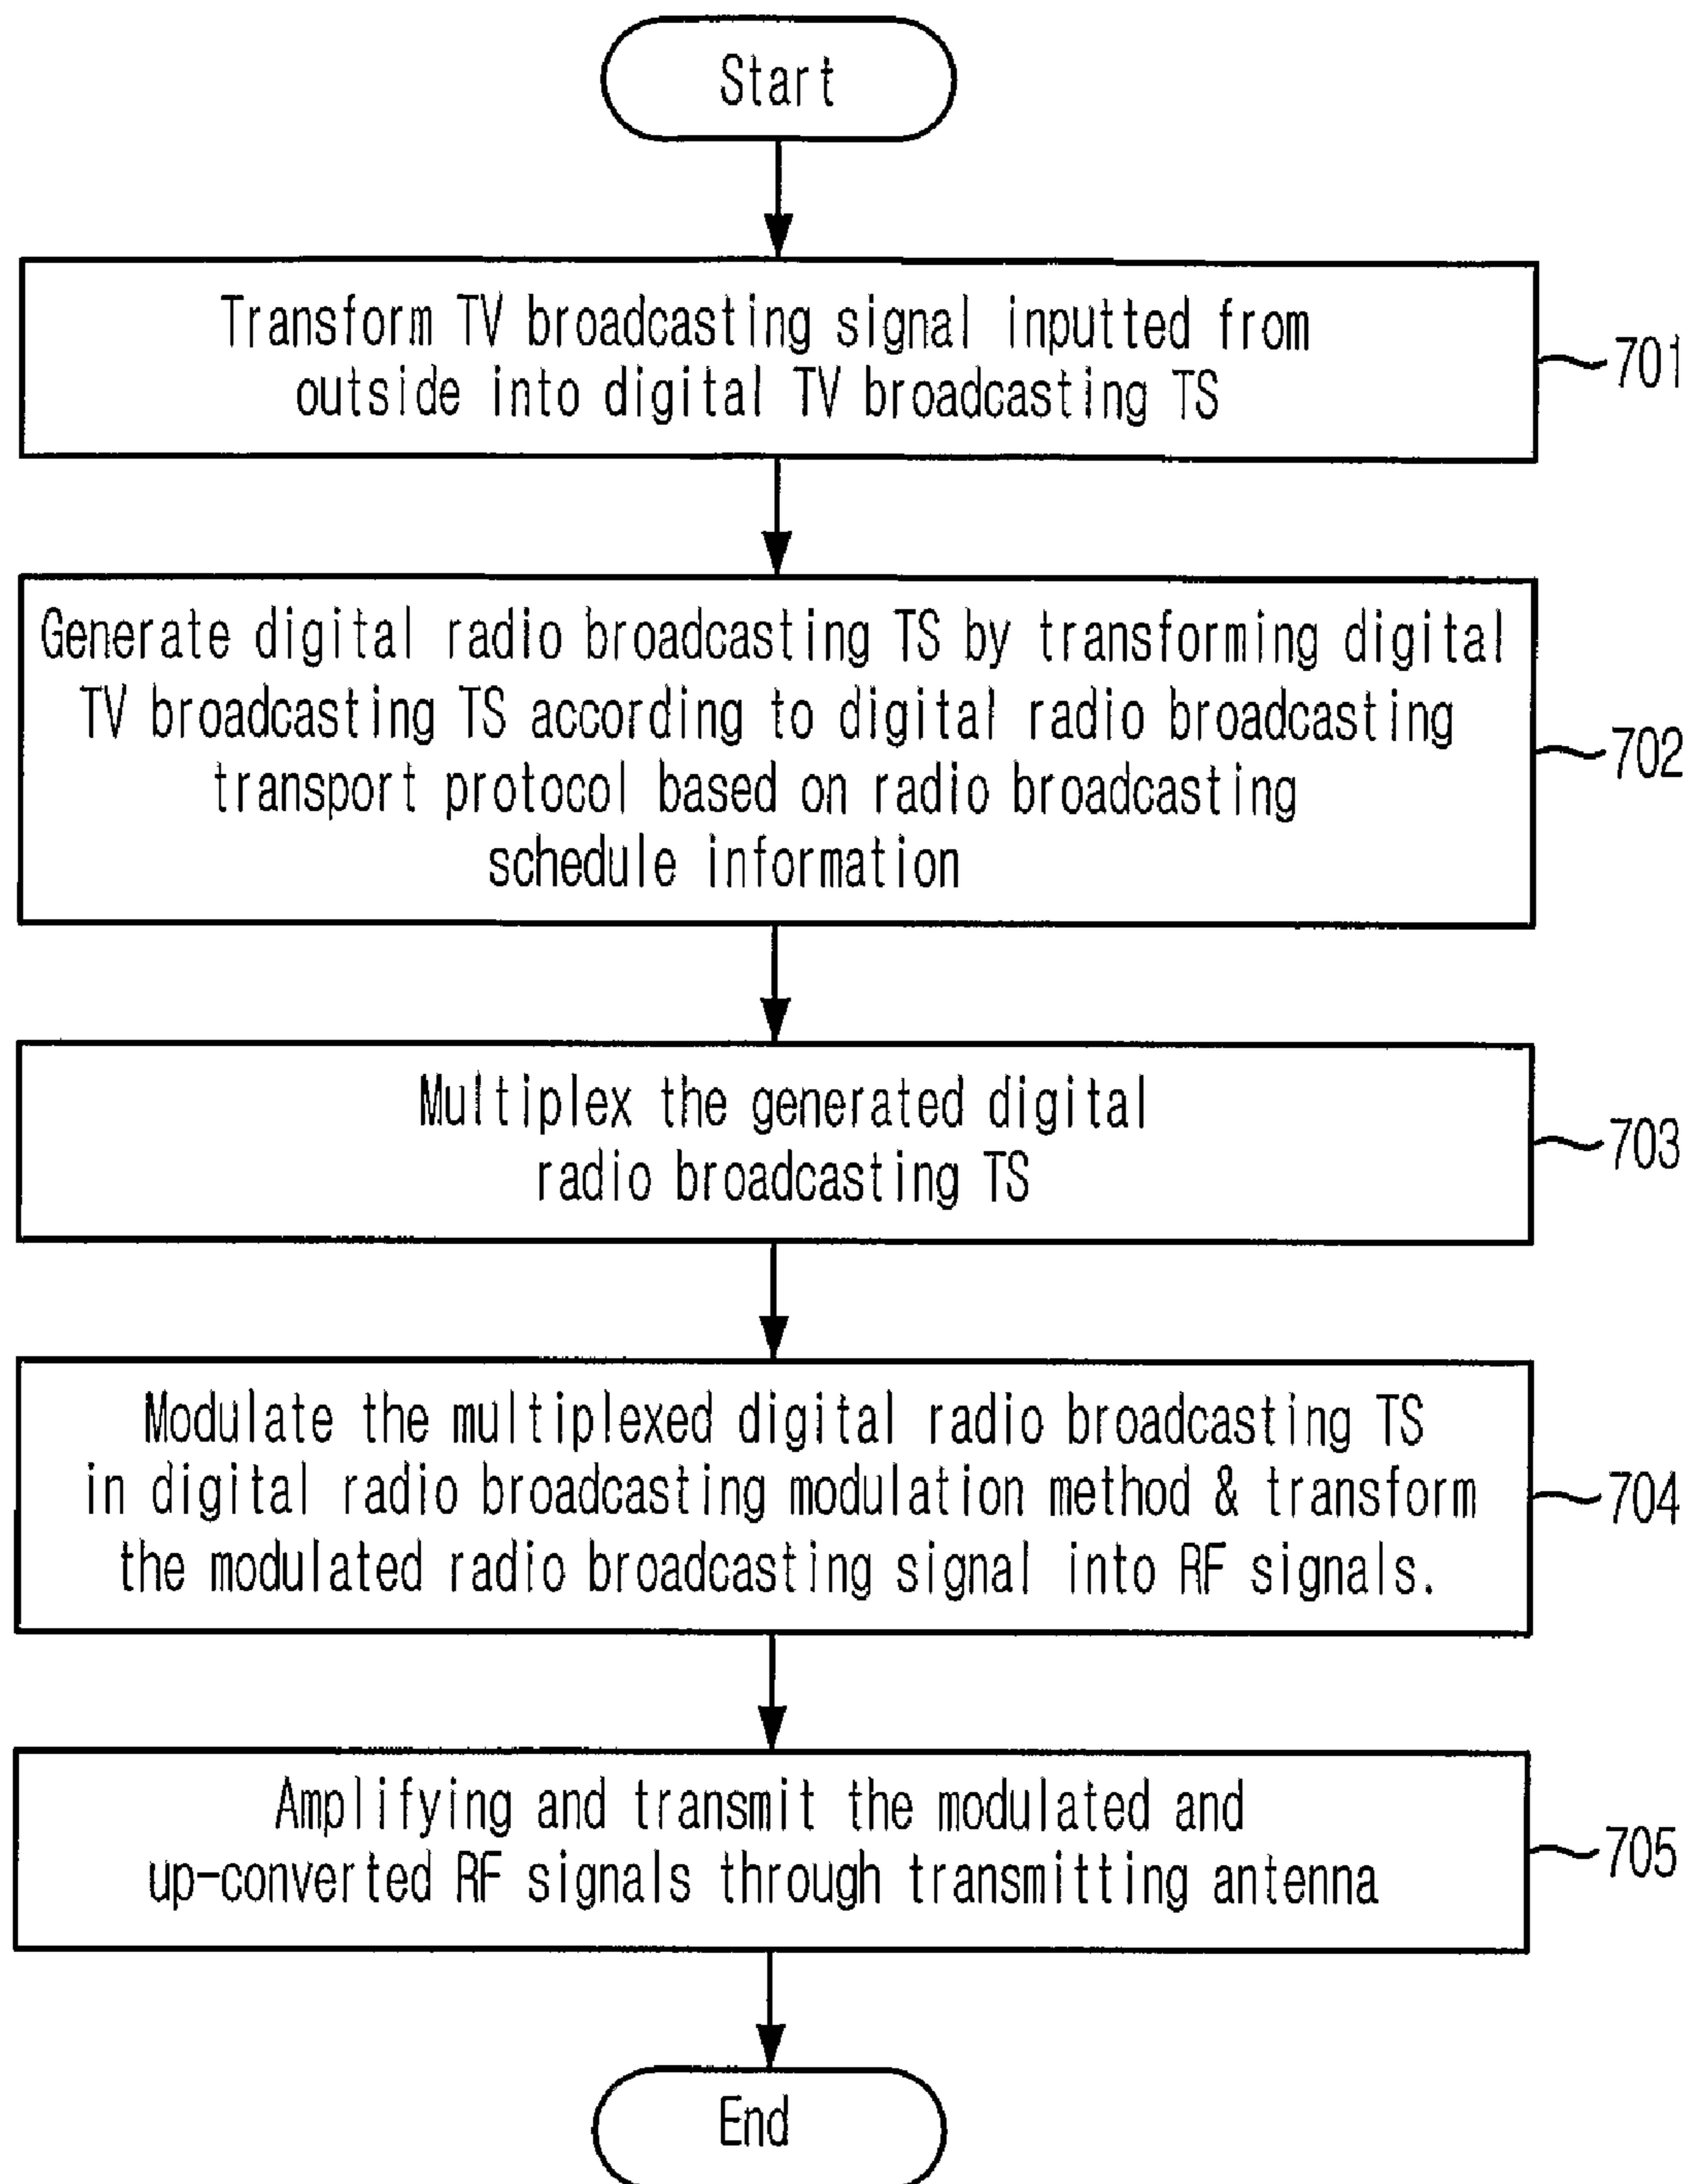 Start
Transform TV broadcasting signal inputted from
outside into digital TV broadcasting TS
701
Generate digital radio broadcasting TS by transforming digital
TV broadcasting TS according to digital radio broadcasting
transport protocol based on radio broadcasting
schedule information
702
Multiplex the generated digital
radio broadcasting TS
703
Modulate the multiplexed digital radio broadcasting TS
in digital radio broadcasting modulation method & transform
the modulated radio broadcasting signal into RF signals.
704
Amplifying and transmit the modulated and
up-converted RF signals through transmitting antenna
705
End